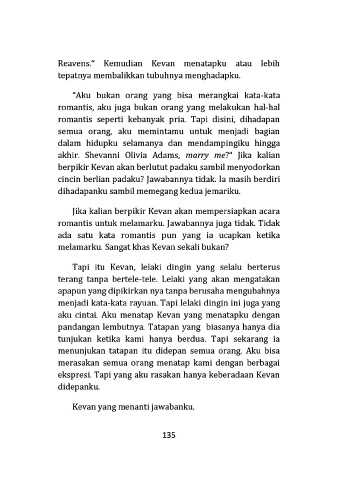 Reavens." Kemudian Kevan menatapku atau lebih
tepatnya membalikkan tubuhnya menghadapku.
"Aku bukan orang yang bisa merangkai kata-kata
romantis, aku juga bukan orang yang melakukan hal-hal
romantis seperti kebanyak pria. Tapi disini, dihadapan
semua orang, aku memintamu untuk menjadi bagian
dalam hidupku selamanya dan mendampingiku hingga
akhir. Shevanni Olivia Adams, marry me?" Jika kalian
berpikir Kevan akan berlutut padaku sambil menyodorkan
cincin berlian padaku? Jawabannya tidak. Ia masih berdiri
dihadapanku sambil memegang kedua jemariku.
Jika kalian berpikir Kevan akan mempersiapkan acara
romantis untuk melamarku. Jawabannya juga tidak. Tidak
ada satu kata romantis pun yang ia ucapkan ketika
melamarku. Sangat khas Kevan sekali bukan?
Tapi itu Kevan, lelaki dingin yang selalu berterus
terang tanpa bertele-tele. Lelaki yang akan mengatakan
apapun yang dipikirkan nya tanpa berusaha mengubahnya
menjadi kata-kata rayuan. Tapi lelaki dingin ini juga yang
aku cintai. Aku menatap Kevan yang menatapku dengan
pandangan lembutnya. Tatapan yang biasanya hanya dia
tunjukan ketika kami hanya berdua. Tapi sekarang ia
menunjukan tatapan itu didepan semua orang. Aku bisa
merasakan semua orang menatap kami dengan berbagai
ekspresi. Tapi yang aku rasakan hanya keberadaan Kevan
didepanku.
Kevan yang menanti jawabanku.
135